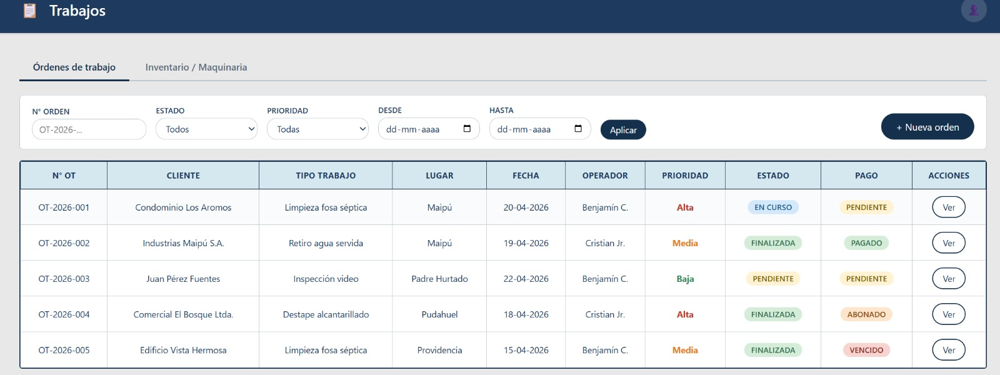 Trabajos
Órdenes de trabajo Inventario / Maquinaria
N° ORDEN ESTADO PRIORIDAD DESDE HASTA
OT-2026-... Todos Todas dd-mm-aaaa dd-mm-aaaa Aplicar + Nueva orden
N° OT CLIENTE TIPO TRABAJO LUGAR FECHA OPERADOR PRIORIDAD ESTADO PAGO ACCIONES
OT-2026-001 Condominio Los Aromos Limpieza fosa séptica Maipú 20-04-2026 Benjamín C. Alta EN CURSO PENDIENTE Ver
OT-2026-002 Industrias Maipú S.A. Retiro agua servida Maipú 19-04-2026 Cristian Jr. Media FINALIZADA PAGADO Ver
OT-2026-003 Juan Pérez Fuentes Inspección video Padre Hurtado 22-04-2026 Benjamín C. Baja PENDIENTE PENDIENTE Ver
OT-2026-004 Comercial El Bosque Ltda. Destape alcantarillado Pudahuel 18-04-2026 Cristian Jr. Alta FINALIZADA ABONADO Ver
OT-2026-005 Edificio Vista Hermosa Limpieza fosa séptica Providencia 15-04-2026 Benjamín C. Media FINALIZADA VENCIDO Ver